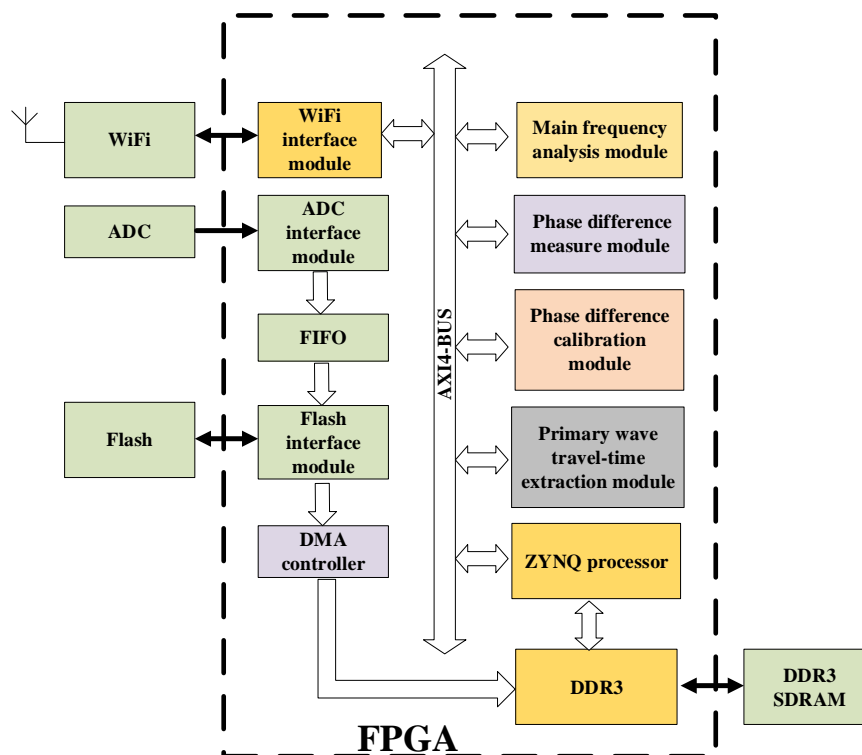 WiFi
WiFi
interface
module
Main frequency
analysis module
ADC
ADC
interface
module
Phase difference
measure module
FIFO
AXI4-BUS
Phase difference
calibration
module
Flash
Flash
interface
module
Primary wave
travel-time
extraction module
DMA
controller
ZYNQ processor
DDR3
DDR3
SDRAM
FPGA